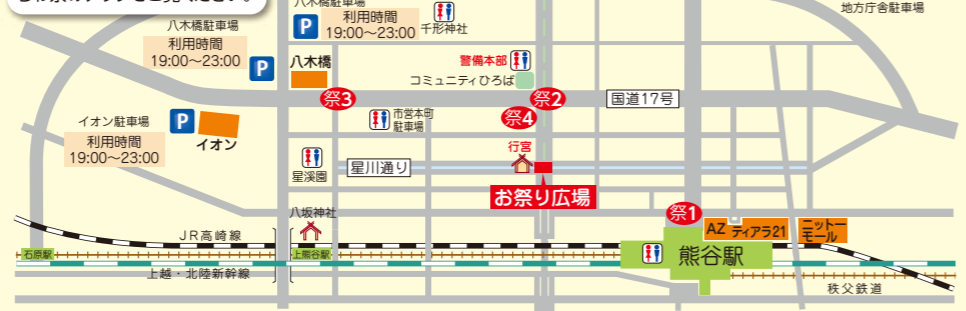 八木橋駐車場
利用時間
19:00〜23:00
P
千形神社
地方庁舎駐車場
八木橋駐車場
利用時間
19:00〜23:00
P
八木橋
警備本部
コミュニティひろば
祭3
祭2
国道17号
祭4
イオン駐車場
P
利用時間
19:00〜23:00
イオン
市営本町
駐車場
行宮
星溪園
星川通り
お祭り広場
八坂神社
祭1
AZ
ティアラ21
ニットー
モール
JR高崎線
石原駅
上熊谷駅
熊谷駅
上越・北陸新幹線
秩父鉄道